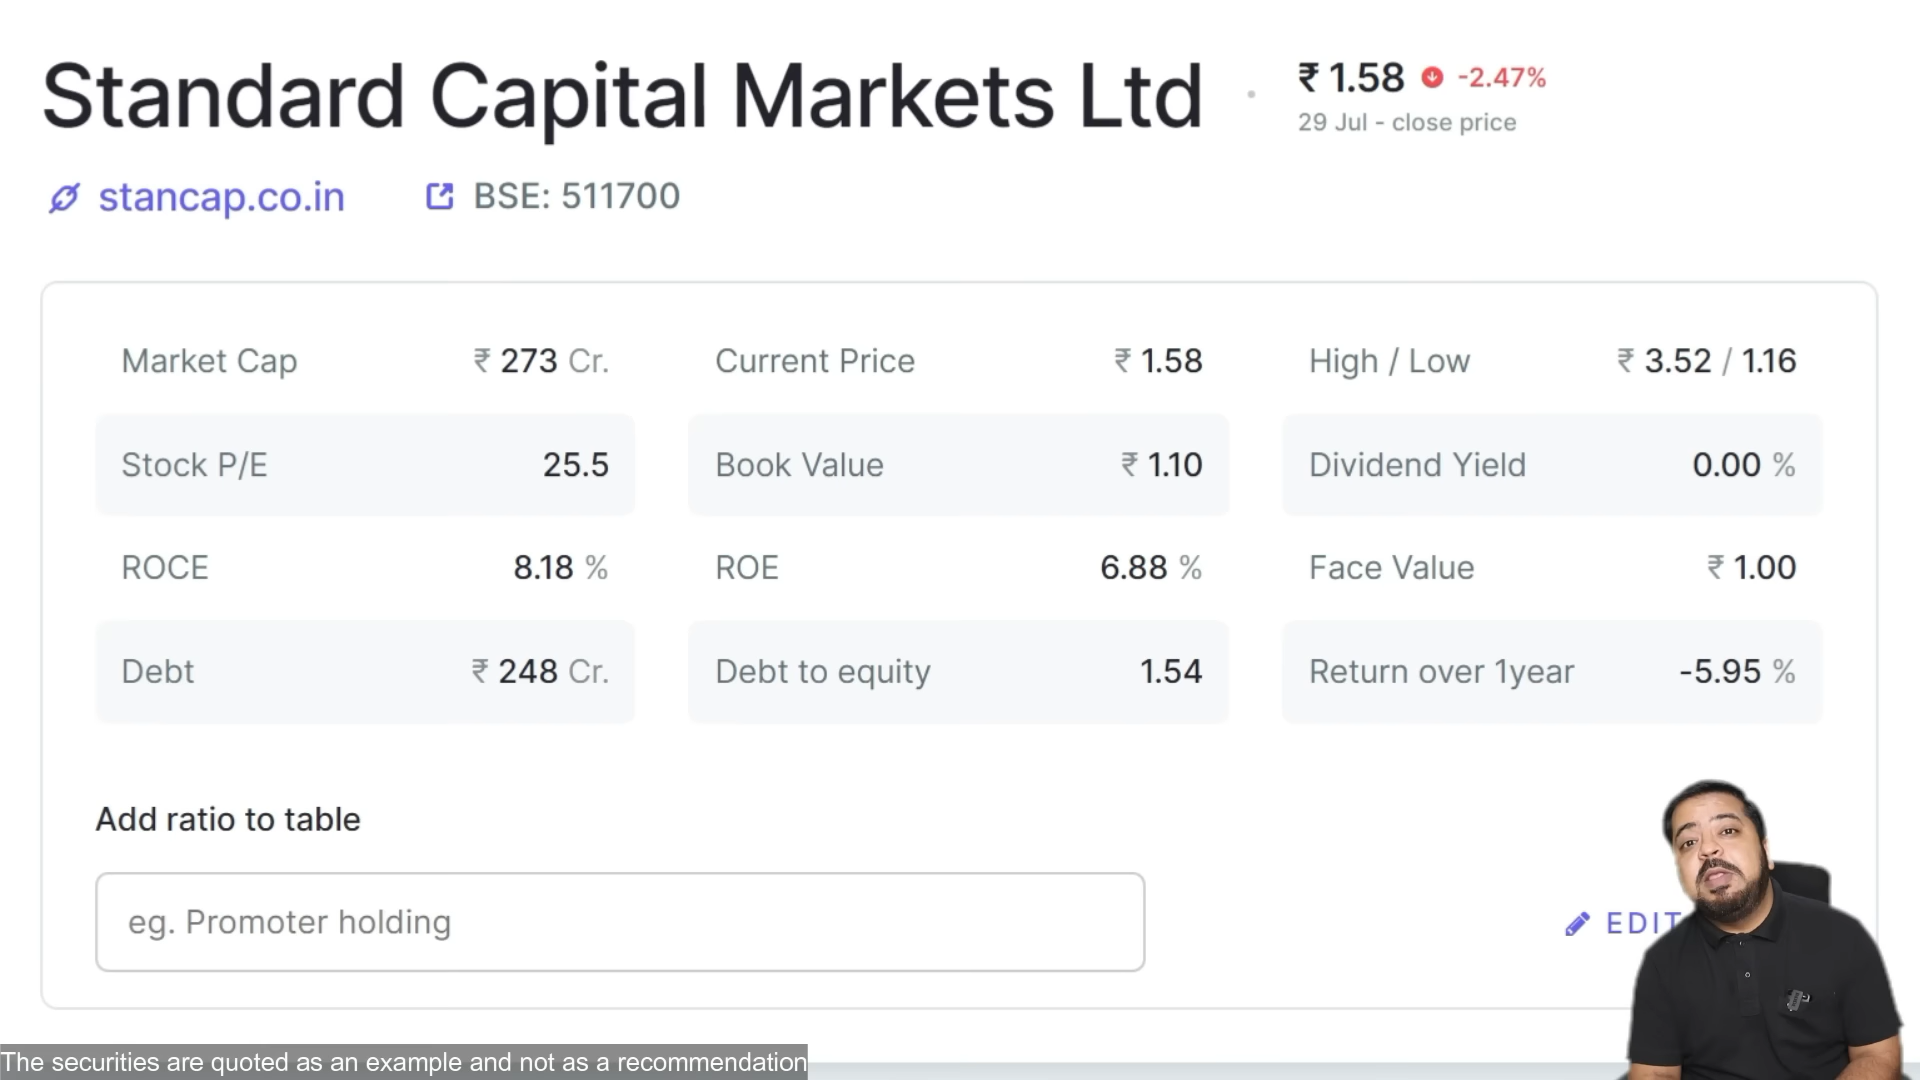 Standard Capital Markets Ltd
₹ 1.58 -2.47%
29 Jul - close price
stancap.co.in BSE: 511700
Market Cap ₹ 273 Cr. Current Price ₹ 1.58 High / Low ₹ 3.52 / 1.16
Stock P/E 25.5 Book Value ₹ 1.10 Dividend Yield 0.00 %
ROCE 8.18 % ROE 6.88 % Face Value ₹ 1.00
Debt ₹ 248 Cr. Debt to equity 1.54 Return over 1year -5.95 %
Add ratio to table
eg. Promoter holding
EDIT
The securities are quoted as an example and not as a recommendation